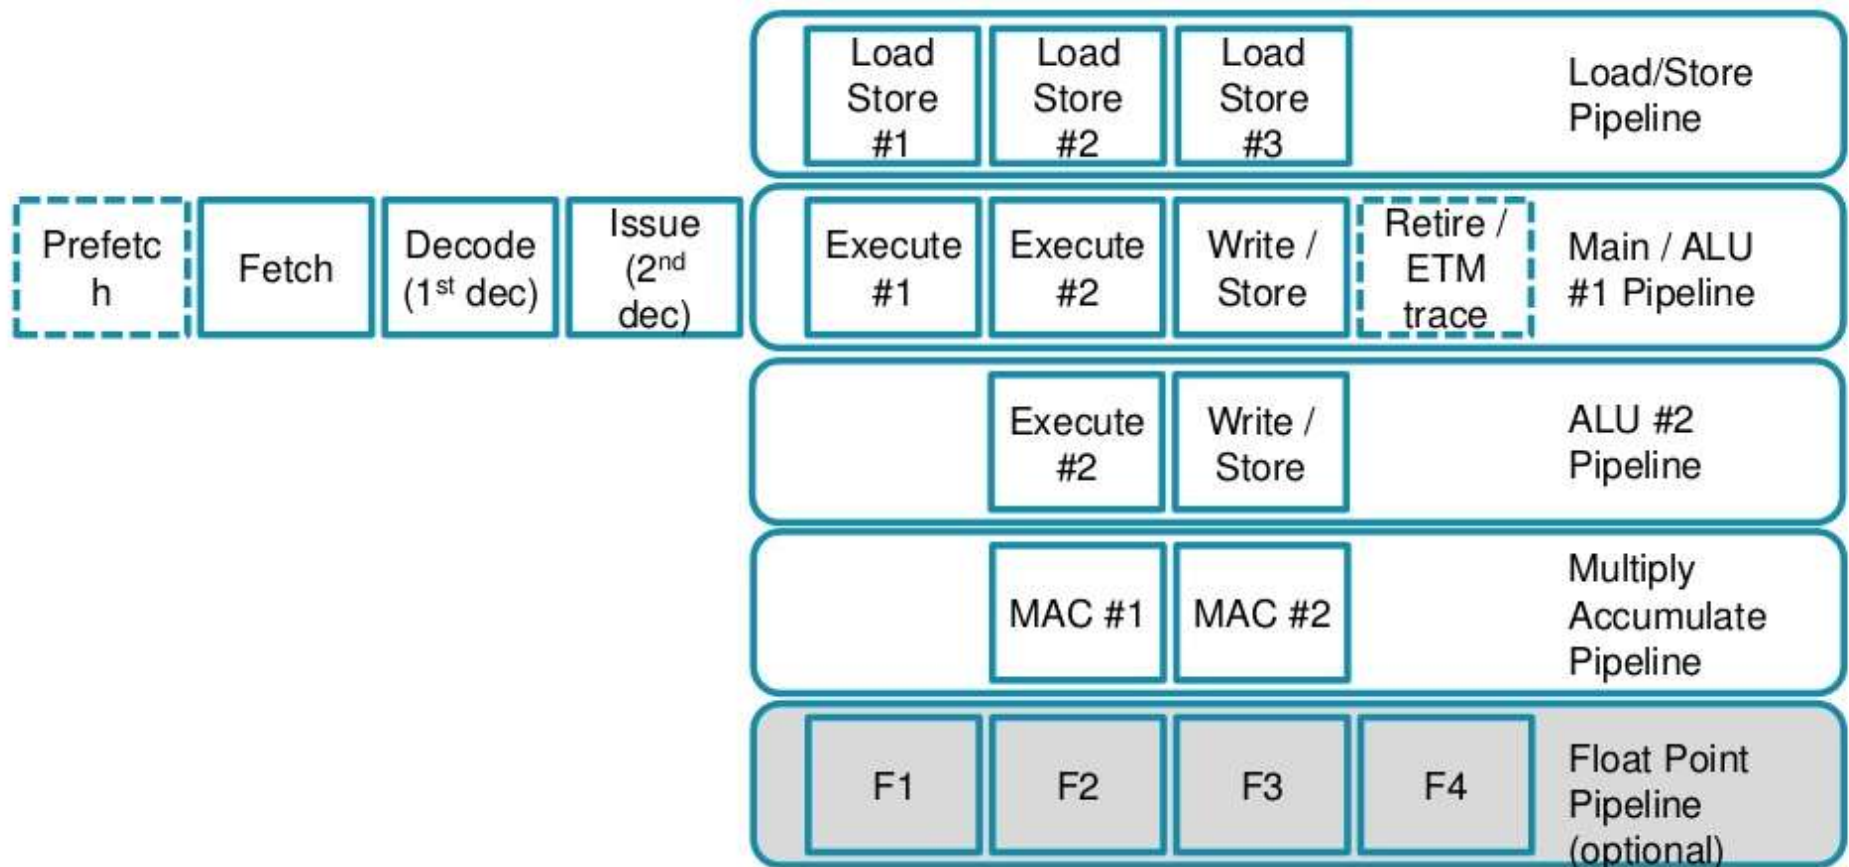 Load
Store
#1
Load
Store
#2
Load
Store
#3
Load/Store
Pipeline
Prefetc
h
Fetch
Decode
(1st dec)
Issue
(2nd
dec)
Execute
#1
Execute
#2
Write /
Store
Retire /
ETM
trace
Main / ALU
#1 Pipeline
Execute
#2
Write /
Store
ALU #2
Pipeline
MAC #1
MAC #2
Multiply
Accumulate
Pipeline
F1
F2
F3
F4
Float Point
Pipeline
(optional)